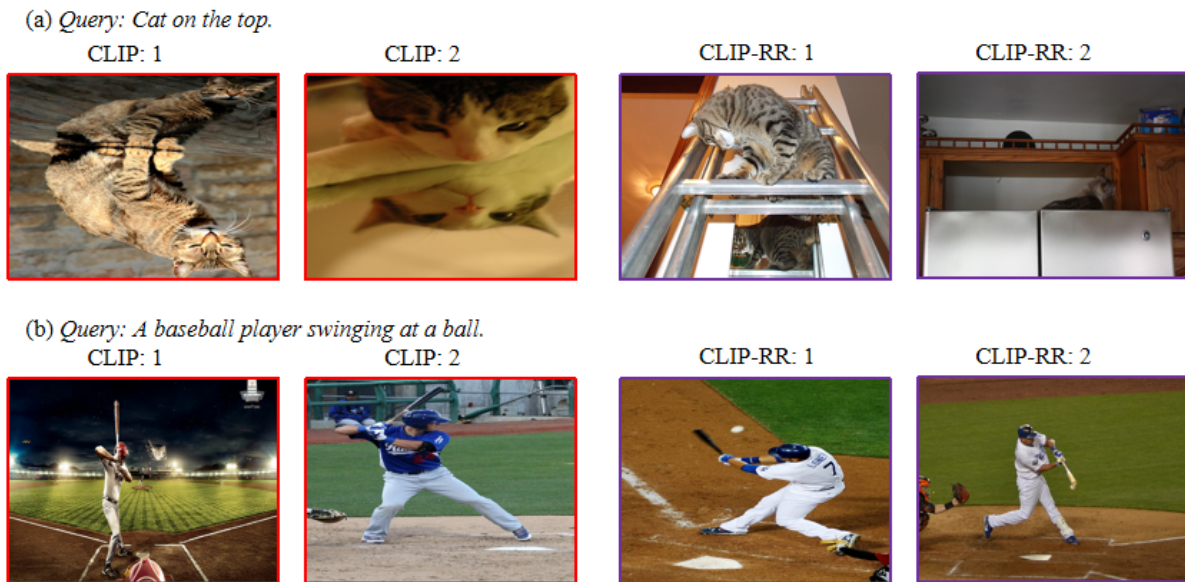 (a) Query: Cat on the top.
CLIP: 1 CLIP: 2 CLIP-RR: 1 CLIP-RR: 2
(b) Query: A baseball player swinging at a ball.
CLIP: 1 CLIP: 2 CLIP-RR: 1 CLIP-RR: 2
7